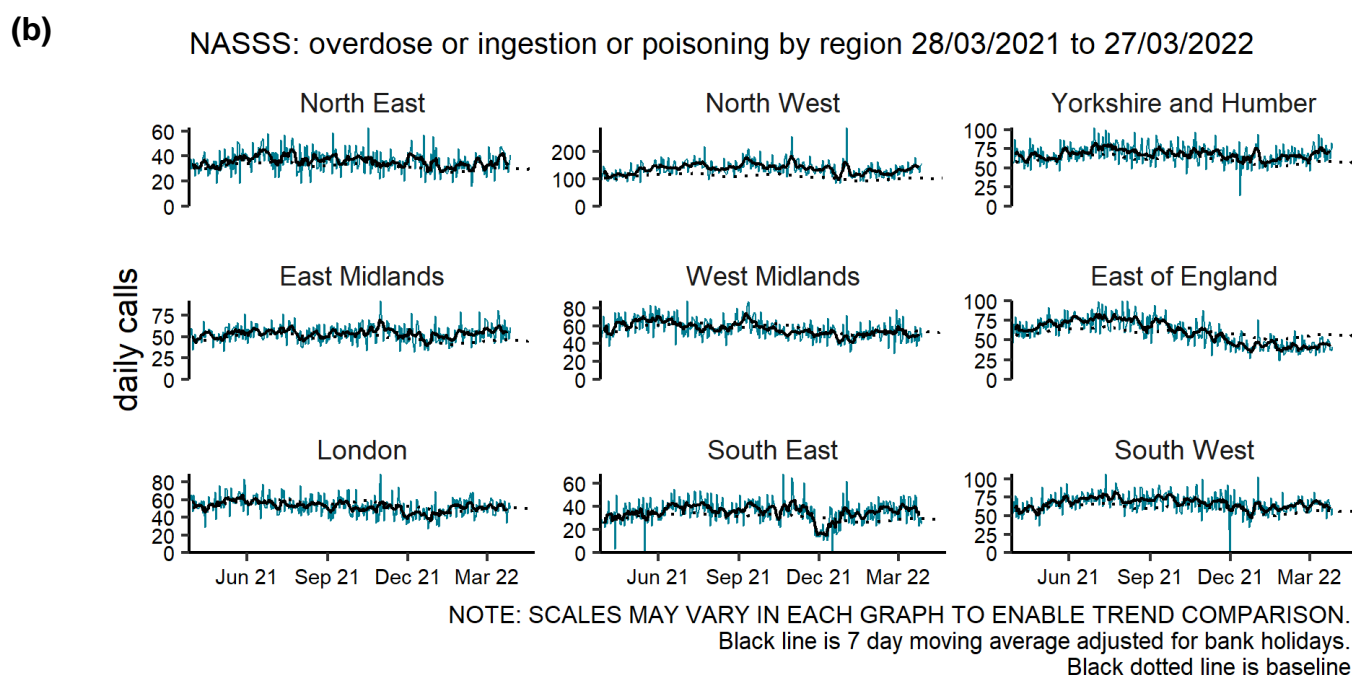 (b)
NASSS: overdose or ingestion or poisoning by region 28/03/2021 to 27/03/2022
daily calls
North East
60
40
20
0
North West
200
100
0
Yorkshire and Humber
100
75
50
25
0
East Midlands
75
50
25
0
West Midlands
80
60
40
20
0
East of England
100
75
50
25
0
London
80
60
40
20
0
Jun 21 Sep 21 Dec 21 Mar 22
South East
60
40
20
0
Jun 21 Sep 21 Dec 21 Mar 22
South West
100
75
50
25
0
Jun 21 Sep 21 Dec 21 Mar 22
NOTE: SCALES MAY VARY IN EACH GRAPH TO ENABLE TREND COMPARISON.
Black line is 7 day moving average adjusted for bank holidays.
Black dotted line is baseline